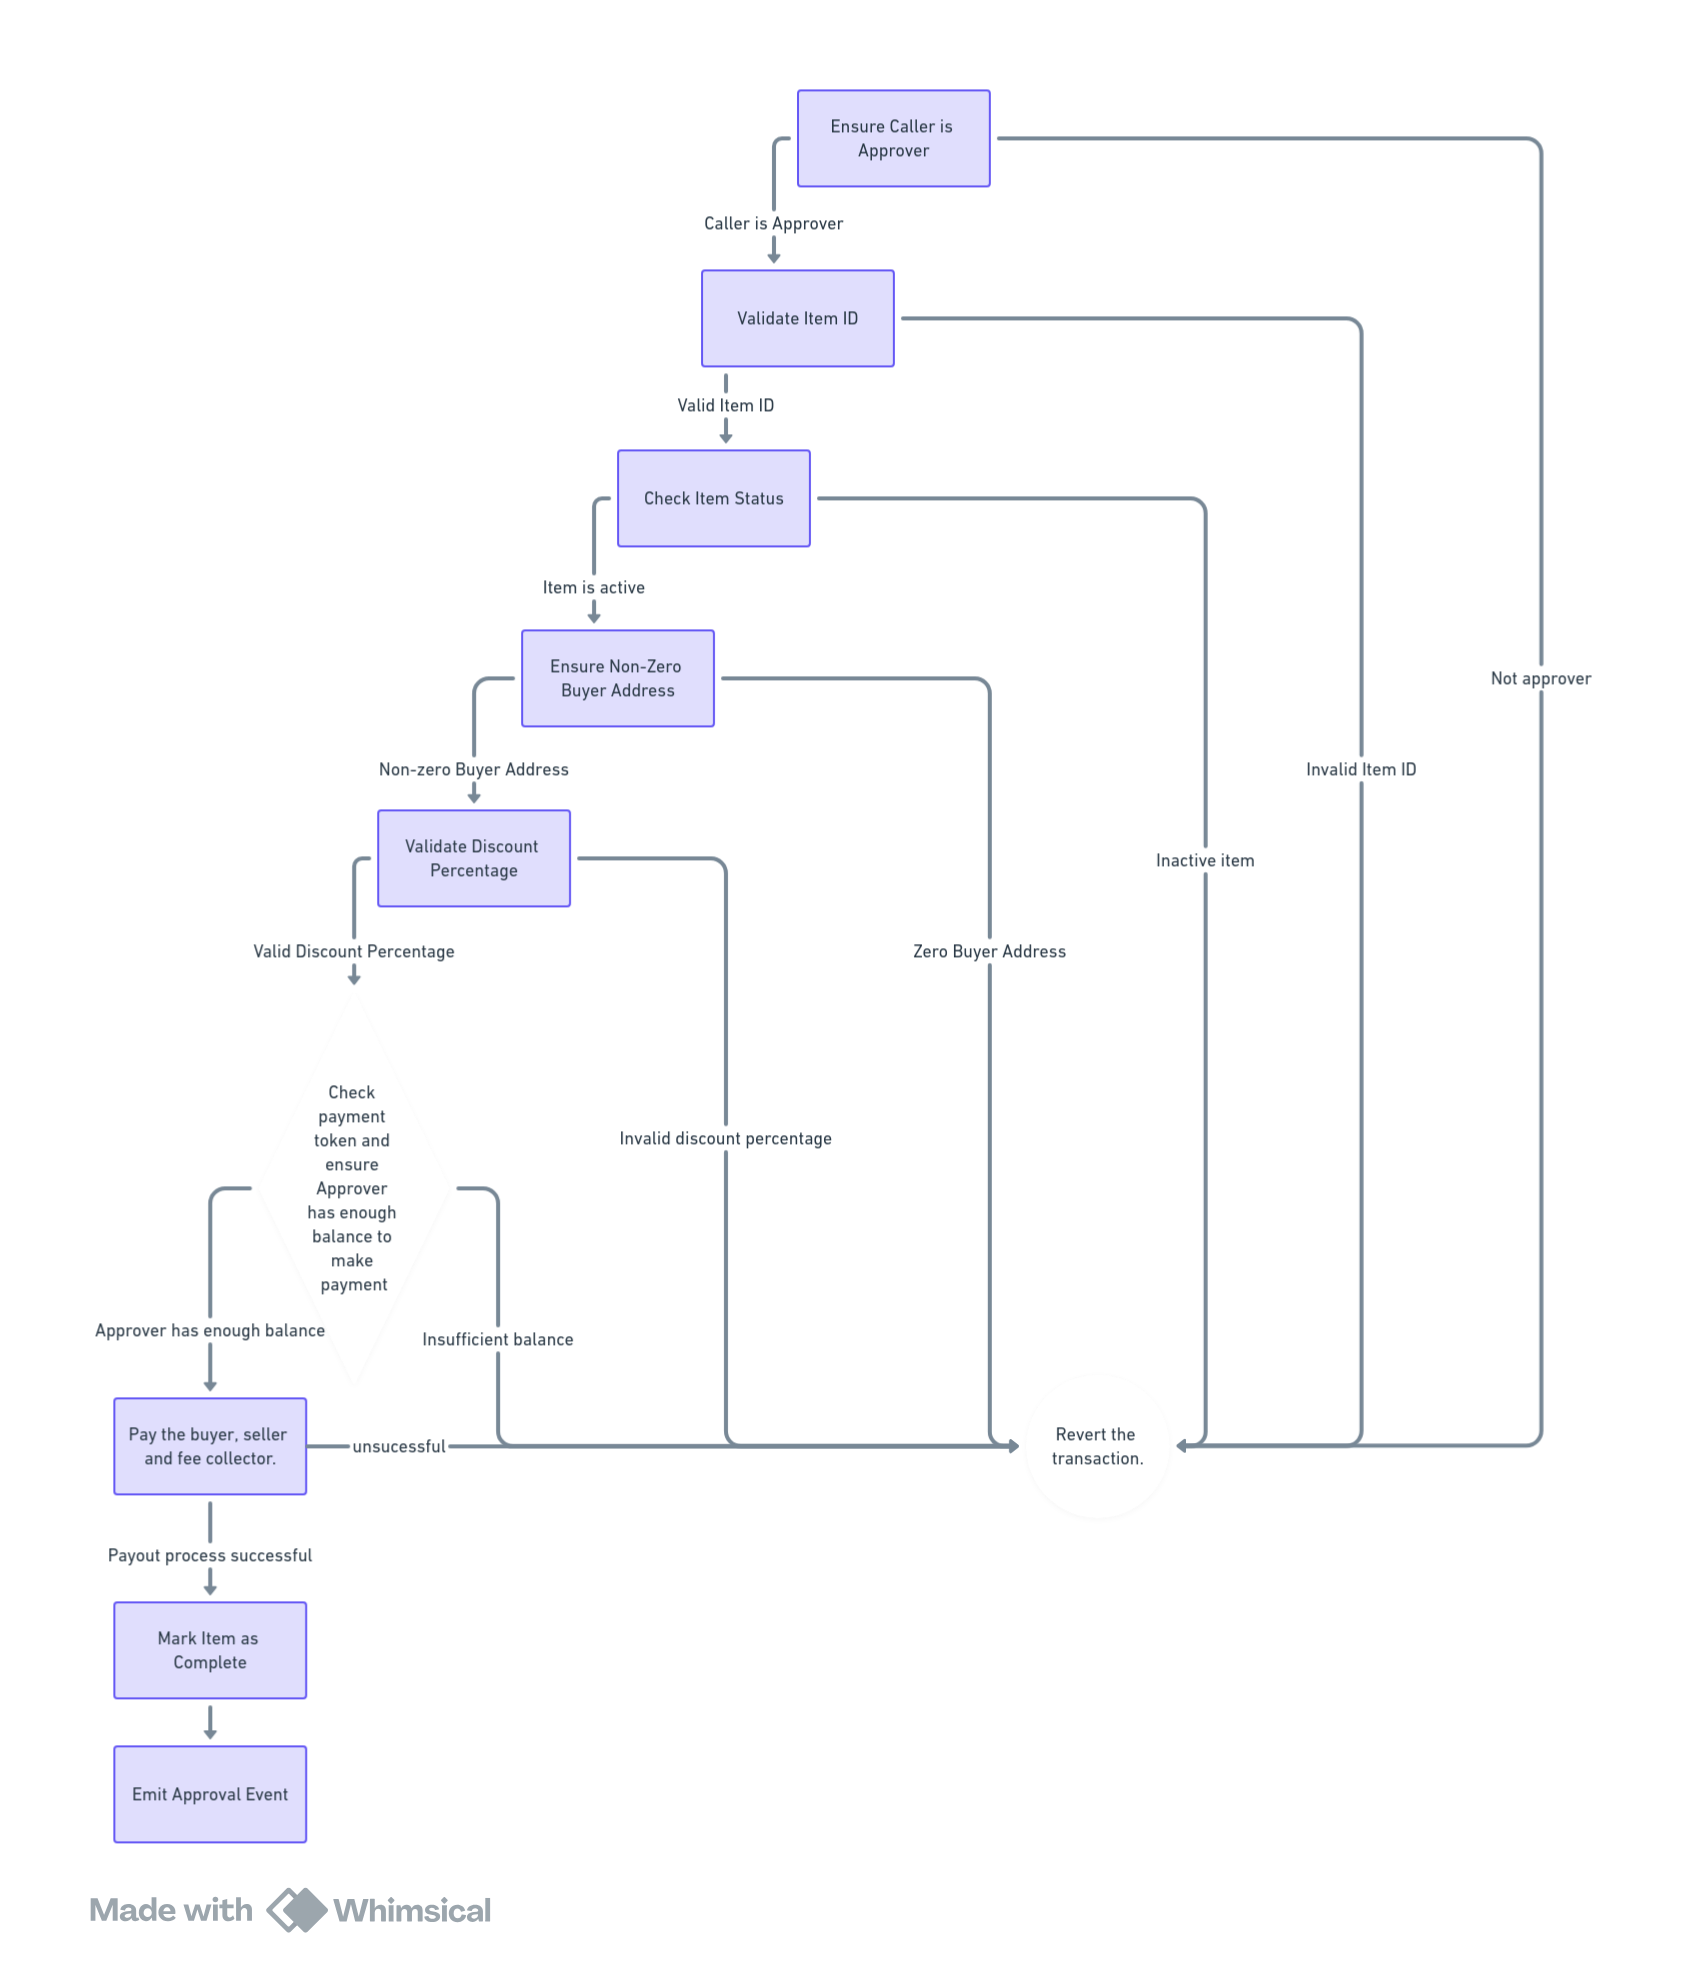 Ensure Caller is
Approver
Caller is Approver
Validate Item ID
Valid Item ID
Check Item Status
Item is active
Ensure Non-Zero
Buyer Address
Not approver
Non-zero Buyer Address
Invalid Item ID
Validate Discount
Percentage
Inactive item
Valid Discount Percentage
Zero Buyer Address
Check
payment
token and
ensure
Approver
has enough
balance to
make
payment
Invalid discount percentage
Approver has enough balance
Insufficient balance
Pay the buyer, seller
and fee collector.
unsucessful
Revert the
transaction.
Payout process successful
Mark Item as
Complete
Emit Approval Event
Made with Whimsical